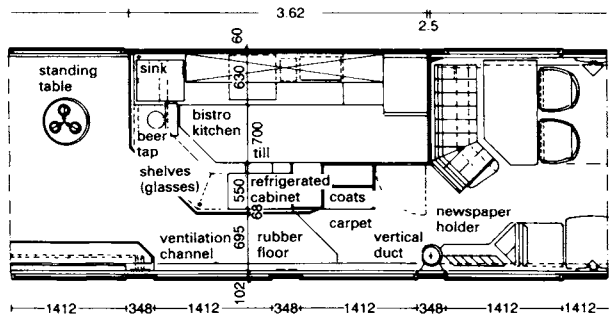 3.62
2.5
60
standing
table
sink
630
bistro
kitchen
beer
tap
700
till
shelves
(glasses)
refrigerated
cabinet
550
coats
68
carpet
newspaper
holder
ventilation
channel
695
rubber
floor
vertical
duct
102
1412
348
1412
348
1412
348
1412
1412